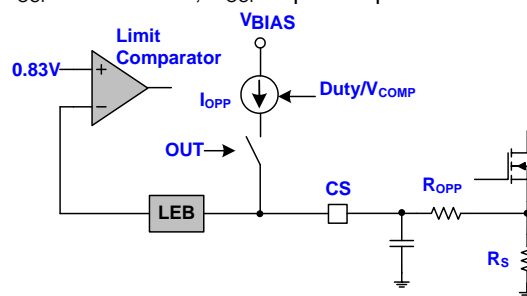 VBIAS
Limit
Comparator
0.83V
+
−
IOPP
Duty/VCOMP
OUT
LEB
CS
ROPP
RS